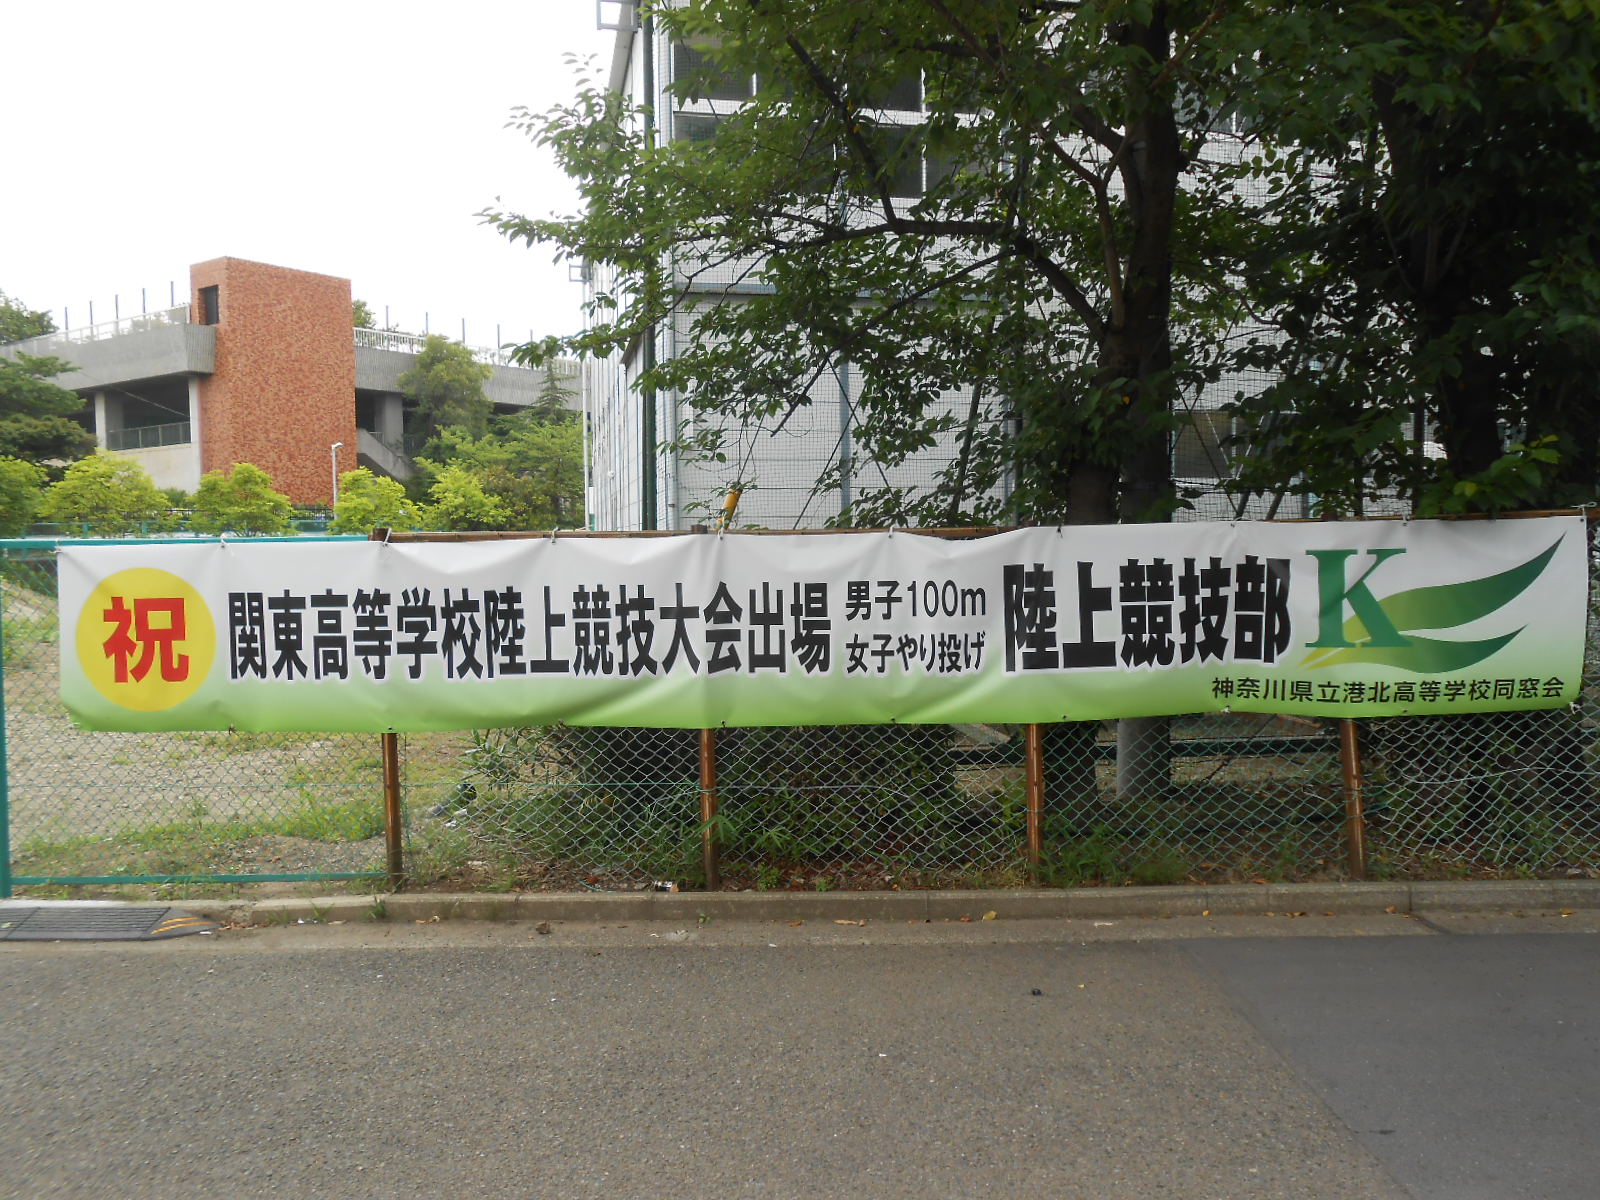 祝
関東高等学校陸上競技大会出場
男子100m
女子やり投げ
陸上競技部
K
神奈川県立港北高等学校同窓会